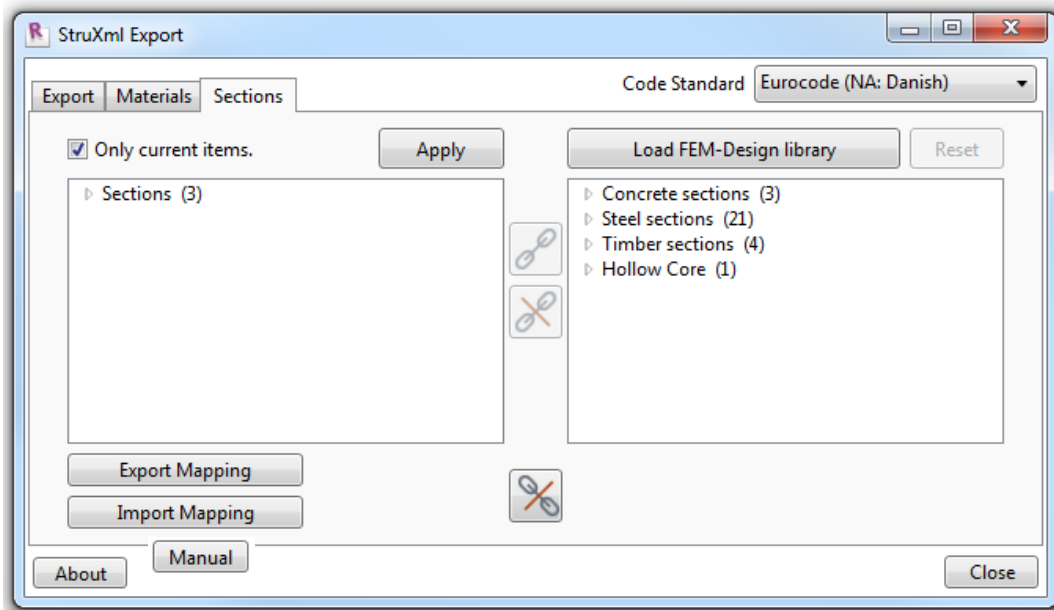 StruXml Export
Code Standard Eurocode (NA: Danish)
Export Materials Sections
Only current items. Apply Load FEM-Design library Reset
Sections (3)
Concrete sections (3)
Steel sections (21)
Timber sections (4)
Hollow Core (1)
Export Mapping
Import Mapping
Manual
About
Close